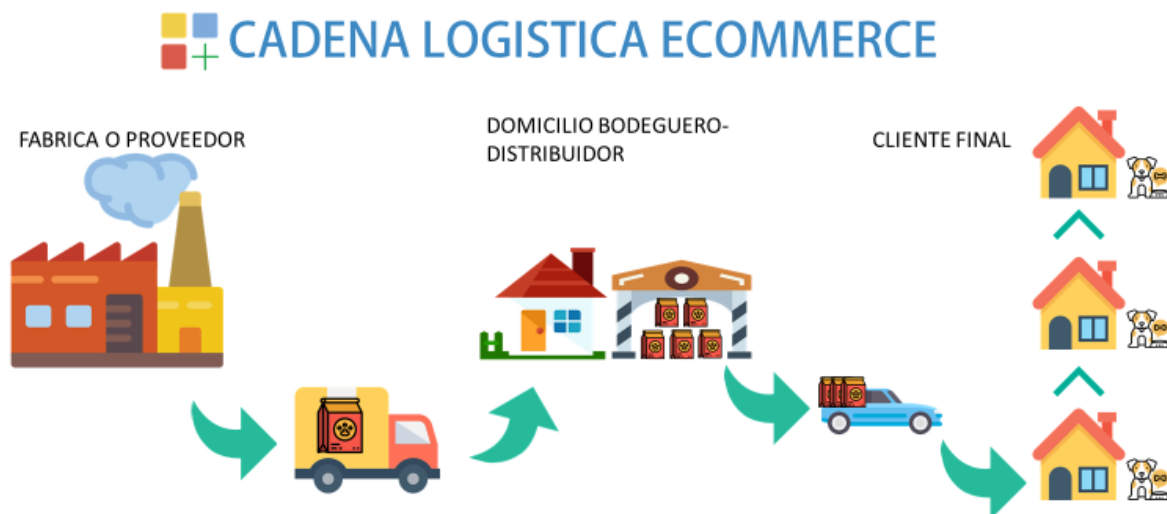 CADENA LOGISTICA ECOMMERCE
FABRICA O PROVEEDOR
DOMICILIO BODEGUERO-
DISTRIBUIDOR
CLIENTE FINAL